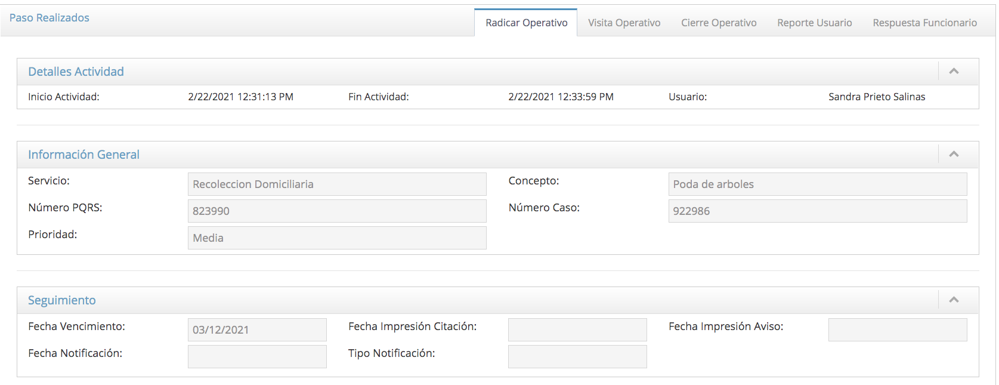 Paso Realizados
Radicar Operativo Visita Operativo Cierre Operativo Reporte Usuario Respuesta Funcionario
Detalles Actividad
Inicio Actividad: 2/22/2021 12:31:13 PM Fin Actividad: 2/22/2021 12:33:59 PM Usuario: Sandra Prieto Salinas
Información General
Servicio: Recoleccion Domiciliaria Concepto: Poda de arboles
Número PQRS: 823990 Número Caso: 922986
Prioridad: Media
Seguimiento
Fecha Vencimiento: 03/12/2021 Fecha Impresión Citación: Fecha Impresión Aviso:
Fecha Notificación: Tipo Notificación: